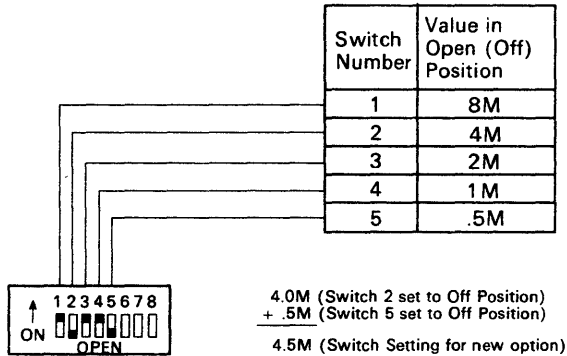 Switch Number
Value in Open (Off) Position
1 8M
2 4M
3 2M
4 1M
5 .5M
1 2 3 4 5 6 7 8
ON
OPEN
4.0M (Switch 2 set to Off Position)
+ .5M (Switch 5 set to Off Position)
4.5M (Switch Setting for new option)